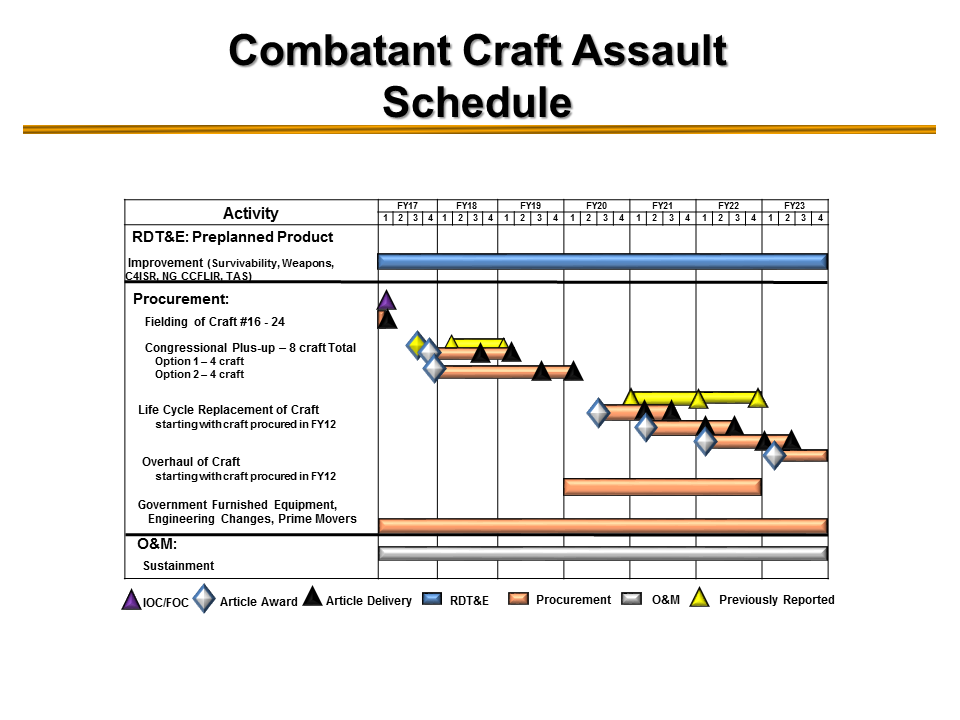 Combatant Craft Assault
Schedule
Activity
FY17 FY18 FY19 FY20 FY21 FY22 FY23
1 2 3 4 1 2 3 4 1 2 3 4 1 2 3 4 1 2 3 4 1 2 3 4 1 2 3 4
RDT&E: Preplanned Product
Improvement (Survivability, Weapons,
C4ISR, NG CCFLIR, TAS)
Procurement:
Fielding of Craft #16 - 24
Congressional Plus-up – 8 craft Total
Option 1 – 4 craft
Option 2 – 4 craft
Life Cycle Replacement of Craft
starting with craft procured in FY12
Overhaul of Craft
starting with craft procured in FY12
Government Furnished Equipment,
Engineering Changes, Prime Movers
O&M:
Sustainment
IOC/FOC Article Award Article Delivery RDT&E Procurement O&M Previously Reported